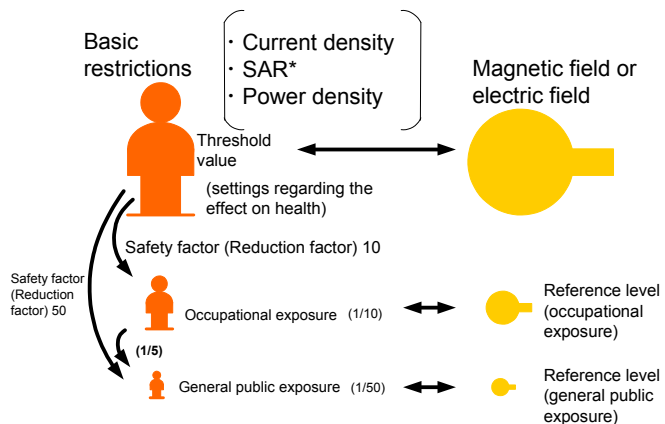 Basic
restrictions
・ Current density
・ SAR*
・ Power density
Magnetic field or
electric field
Threshold
value
(settings regarding the
effect on health)
Safety factor (Reduction factor) 10
Safety factor
(Reduction
factor) 50
Occupational exposure (1/10)
Reference level
(occupational
exposure)
(1/5)
General public exposure (1/50)
Reference level
(general public
exposure)